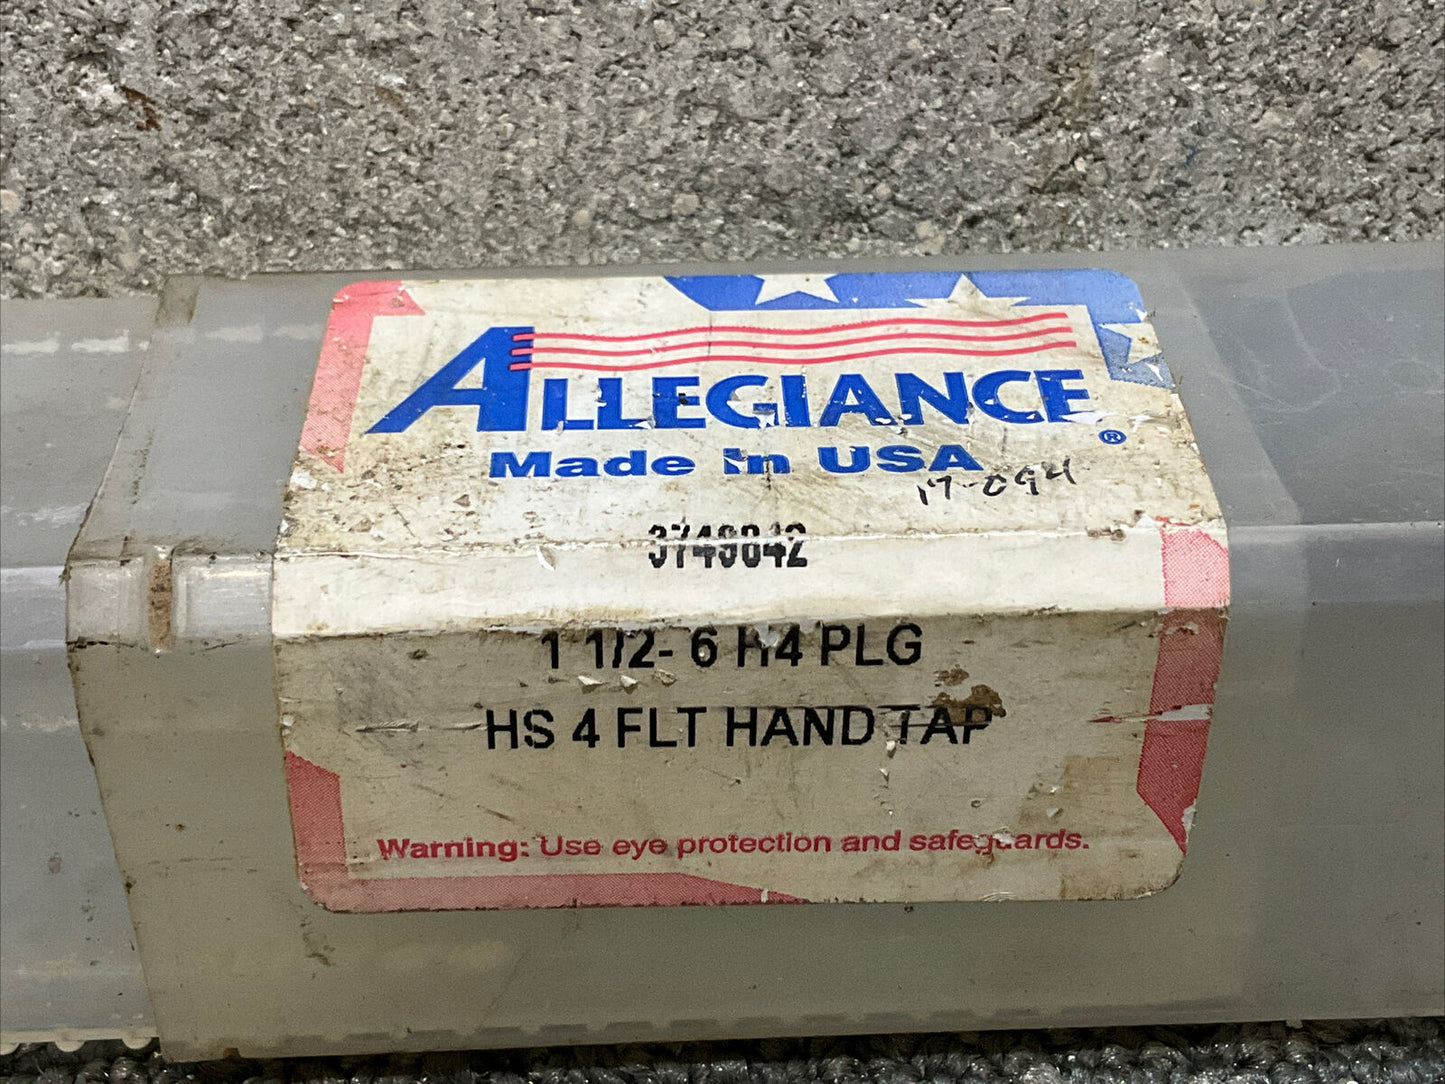 ALLEGIANCE
®
Made In USA
17-094
3749842
1 1/2- 6 H4 PLG
HS 4 FLT HAND TAP
Warning: Use eye protection and safeguards.